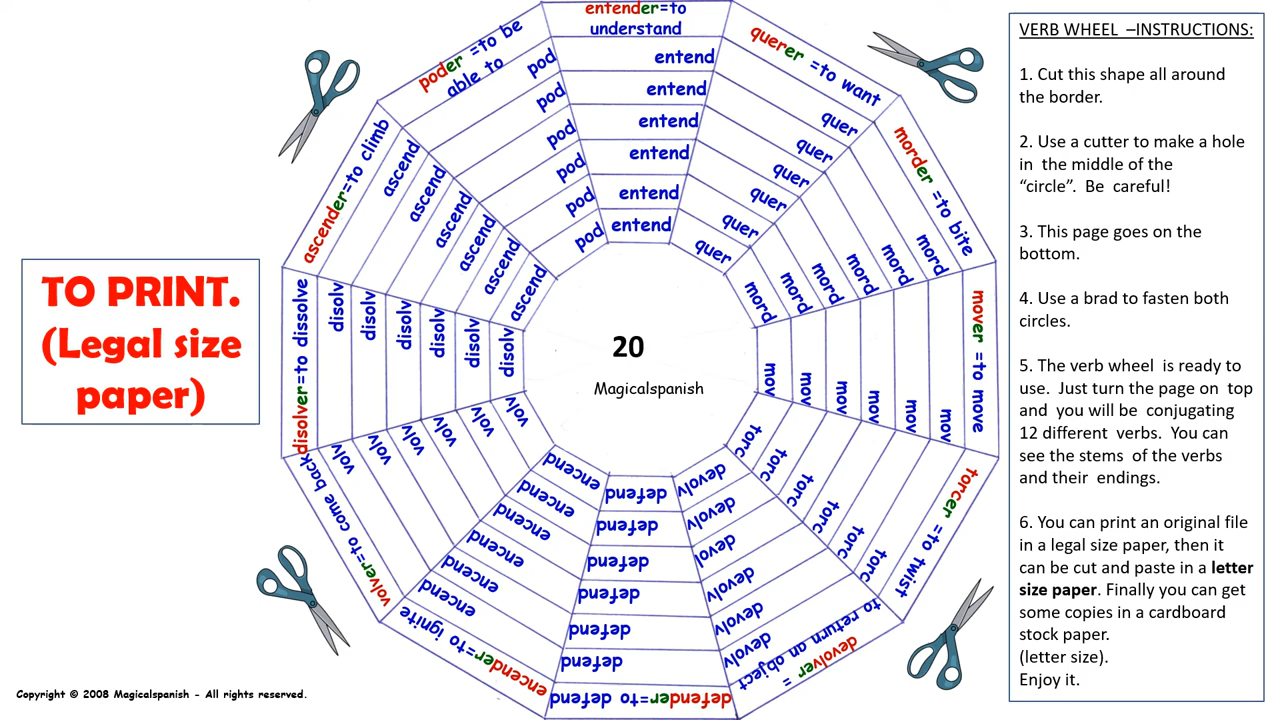 TO PRINT.
(Legal size
paper)
entender=to
understand
entend
entend
entend
entend
entend
entend
querer =to want
quer
quer
quer
quer
quer
quer
morder =to bite
mord
mord
mord
mord
mord
mord
mover =to move
mov
mov
mov
mov
mov
mov
torcer =to twist
torc
torc
torc
torc
torc
torc
devolver =
to return an object
devolv
devolv
devolv
devol
devolv
devolv
defender=to defend
defend
defend
defend
defend
defend
defend
encender=to ignite
encend
encend
encend
encend
encend
encend
volver=to come back
volv
volv
volv
volv
volv
volv
disolver=to dissolve
disolv
disolv
disolv
disolv
disolv
disolv
ascender=to climb
ascend
ascend
ascend
ascend
ascend
ascend
poder =to be
able to
pod
pod
pod
pod
pod
pod
20
Magicalspanish
VERB WHEEL –INSTRUCTIONS:
1. Cut this shape all around
the border.
2. Use a cutter to make a hole
in the middle of the
“circle”. Be careful!
3. This page goes on the
bottom.
4. Use a brad to fasten both
circles.
5. The verb wheel is ready to
use. Just turn the page on top
and you will be conjugating
12 different verbs. You can
see the stems of the verbs
and their endings.
6. You can print an original file
in a legal size paper, then it
can be cut and paste in a letter
size paper. Finally you can get
some copies in a cardboard
stock paper.
(letter size).
Enjoy it.
Copyright © 2008 Magicalspanish - All rights reserved.